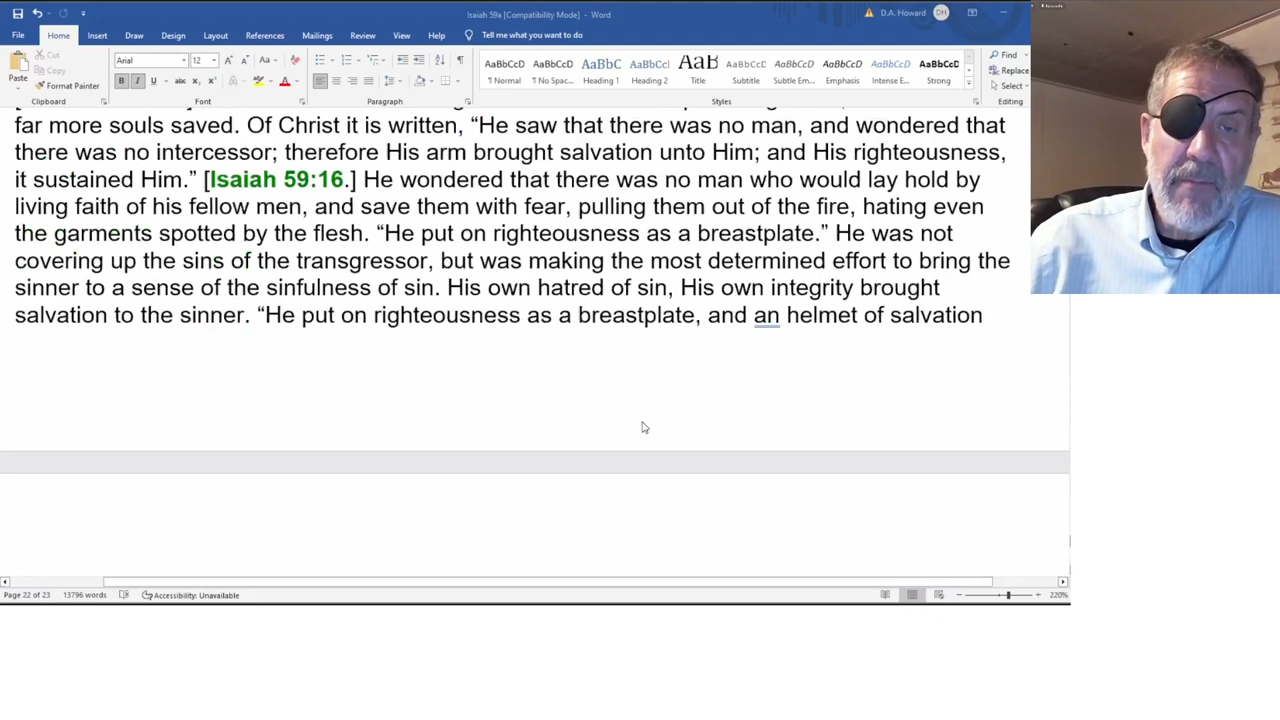 Isaiah 59a [Compatibility Mode] - Word
D.A. Howard
DH
File Home Insert Draw Design Layout References Mailings Review View Help Tell me what you want to do
Paste
Cut
Copy
Format Painter
Clipboard
Arial 12
Aa
B I U abc A A
Font
Paragraph
AaBbCcD AaBbCcD AaBbC AaBbCcI AaB AaBbCcD AaBbCcD AaBbCcD AaBbCcD AaBbCcD
¶ Normal ¶ No Spac... Heading 1 Heading 2 Title Subtitle Subtle Em... Emphasis Intense E... Strong
Styles
Find
Replace
Select
Editing
far more souls saved. Of Christ it is written, “He saw that there was no man, and wondered that
there was no intercessor; therefore His arm brought salvation unto Him; and His righteousness,
it sustained Him.” [Isaiah 59:16.] He wondered that there was no man who would lay hold by
living faith of his fellow men, and save them with fear, pulling them out of the fire, hating even
the garments spotted by the flesh. “He put on righteousness as a breastplate.” He was not
covering up the sins of the transgressor, but was making the most determined effort to bring the
sinner to a sense of the sinfulness of sin. His own hatred of sin, His own integrity brought
salvation to the sinner. “He put on righteousness as a breastplate, and an helmet of salvation
Page 22 of 23 13796 words Accessibility: Unavailable 220%